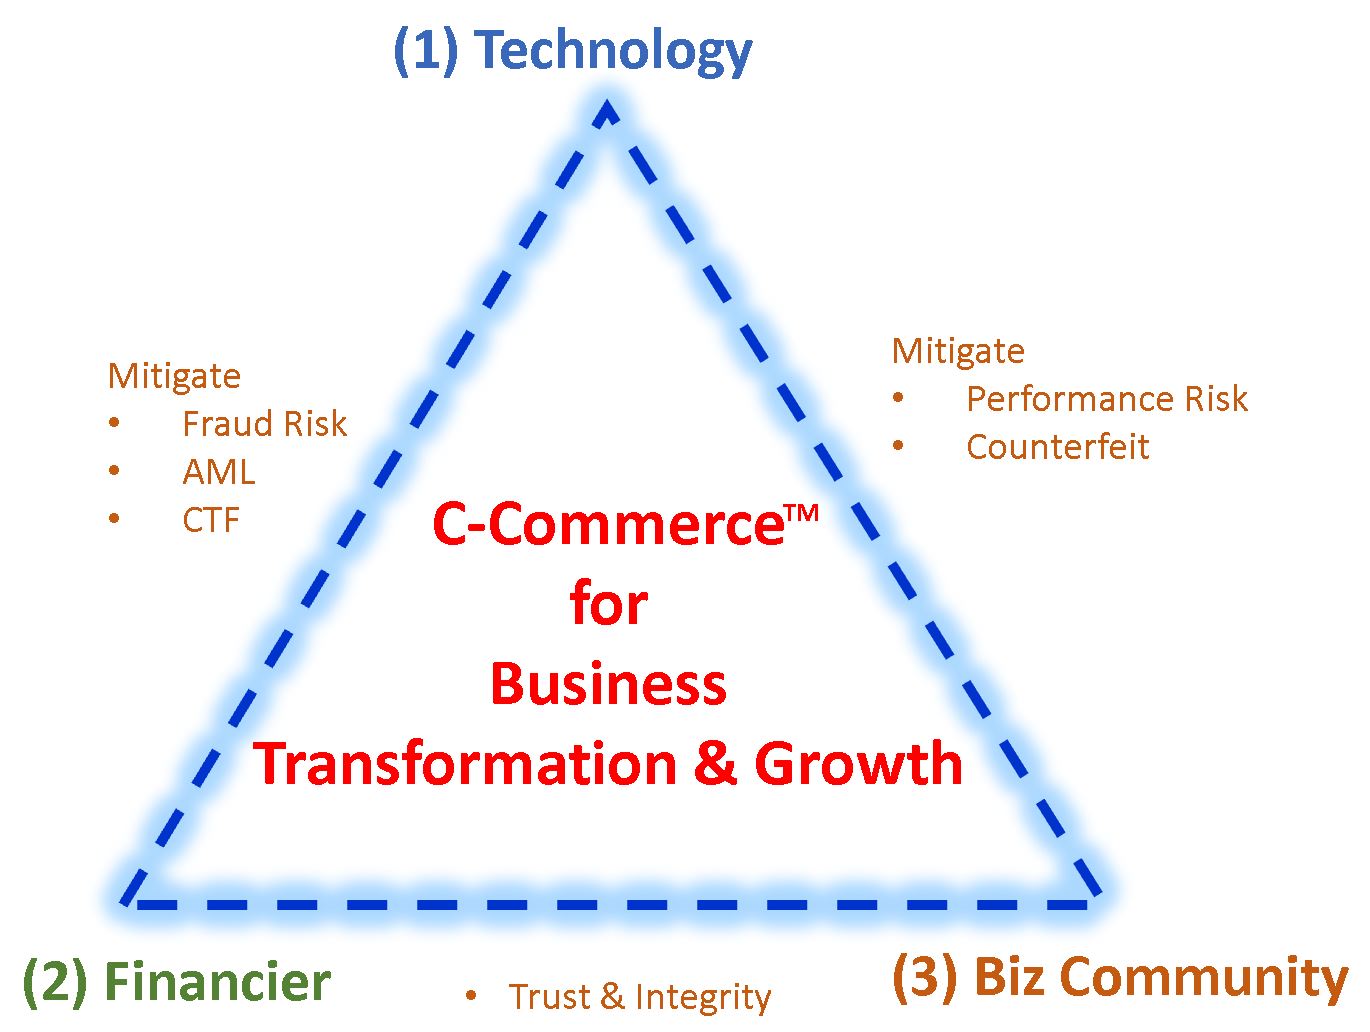 (1) Technology
Mitigate
• Fraud Risk
• AML
• CTF
Mitigate
• Performance Risk
• Counterfeit
C-Commerce™
for
Business
Transformation & Growth
(2) Financier
• Trust & Integrity
(3) Biz Community